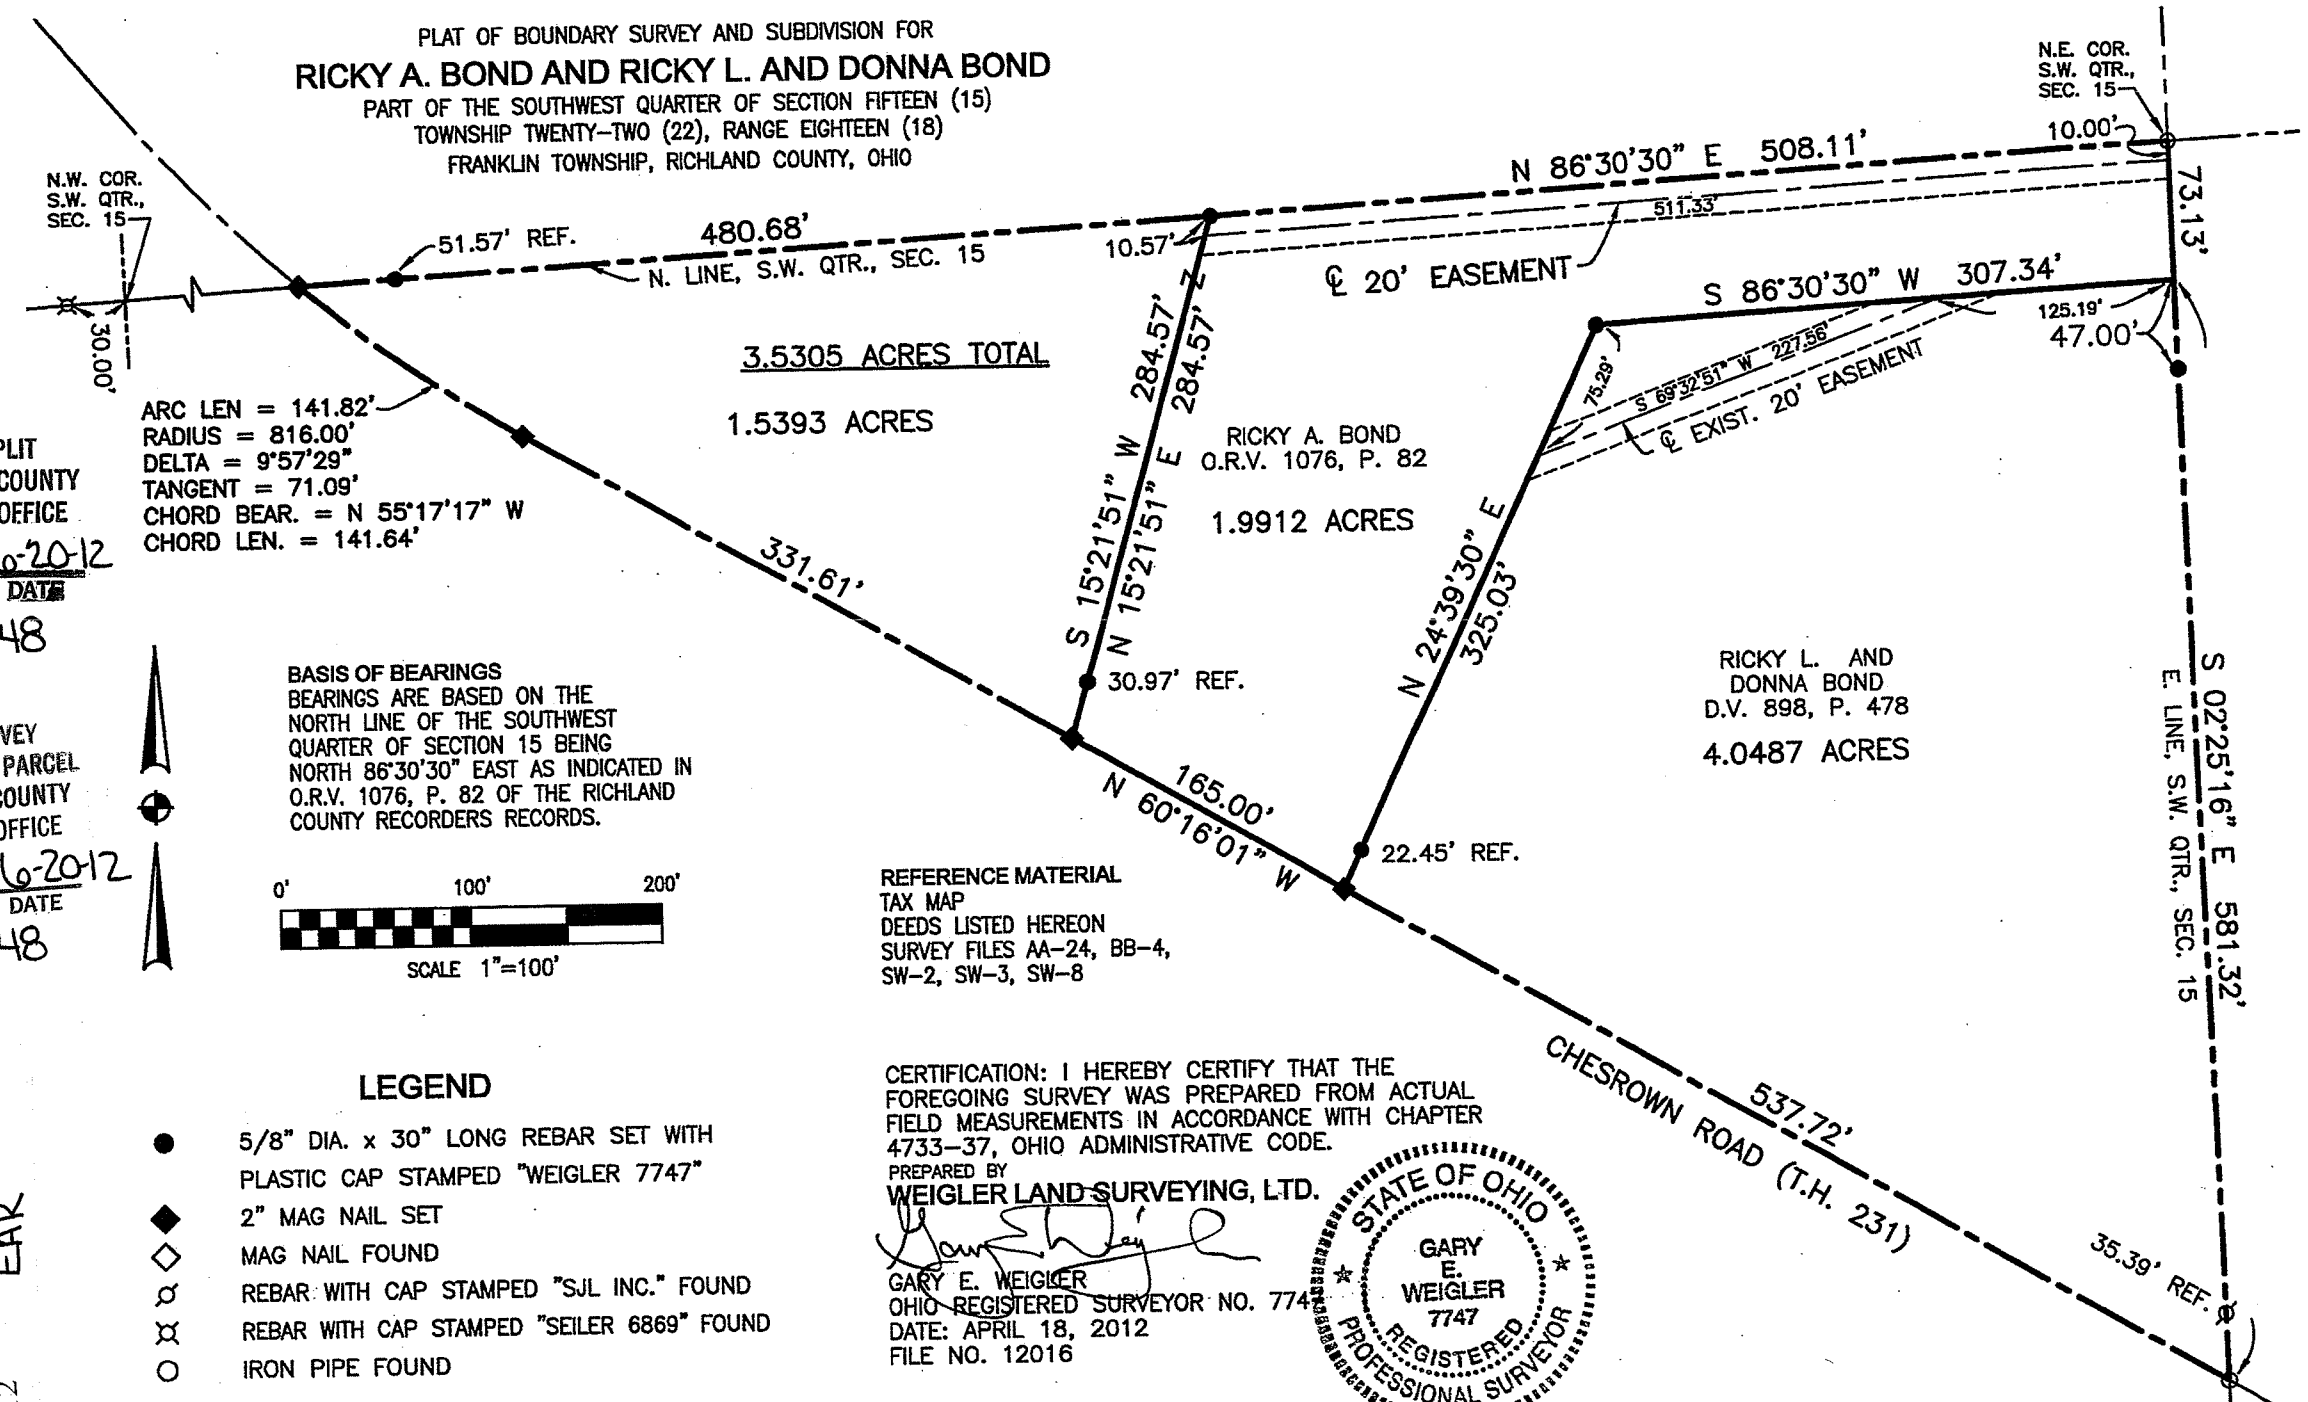 PLAT OF BOUNDARY SURVEY AND SUBDIVISION FOR
RICKY A. BOND AND RICKY L. AND DONNA BOND
PART OF THE SOUTHWEST QUARTER OF SECTION FIFTEEN (15)
TOWNSHIP TWENTY-TWO (22), RANGE EIGHTEEN (18)
FRANKLIN TOWNSHIP, RICHLAND COUNTY, OHIO
N.E. COR.
S.W. QTR.,
SEC. 15
10.00'
N 86°30'30" E 508.11'
511.33'
73.13'
N.W. COR.
S.W. QTR.,
SEC. 15
30.00'
51.57' REF.
480.68'
N. LINE, S.W. QTR., SEC. 15
10.57'
℄ 20' EASEMENT
S 86°30'30" W 307.34'
125.19'
47.00'
3.5305 ACRES TOTAL
1.5393 ACRES
S 15°21'51" W 284.57'
N 15°21'51" E 284.57'
RICKY A. BOND
O.R.V. 1076, P. 82
1.9912 ACRES
75.29'
S 69°32'51" W 227.56'
℄ EXIST. 20' EASEMENT
ARC LEN = 141.82'
RADIUS = 816.00'
DELTA = 9°57'29"
TANGENT = 71.09'
CHORD BEAR. = N 55°17'17" W
CHORD LEN. = 141.64'
PLIT
COUNTY
OFFICE
6-20-12
DATE
48
331.61'
N 24°39'30" E
325.03'
30.97' REF.
RICKY L. AND
DONNA BOND
D.V. 898, P. 478
4.0487 ACRES
S 02°25'16" E 581.32'
E. LINE, S.W. QTR., SEC. 15
BASIS OF BEARINGS
BEARINGS ARE BASED ON THE
NORTH LINE OF THE SOUTHWEST
QUARTER OF SECTION 15 BEING
NORTH 86°30'30" EAST AS INDICATED IN
O.R.V. 1076, P. 82 OF THE RICHLAND
COUNTY RECORDERS RECORDS.
VEY
PARCEL
COUNTY
OFFICE
6-20-12
DATE
48
165.00'
N 60°16'01" W
22.45' REF.
0' 100' 200'
SCALE 1"=100'
REFERENCE MATERIAL
TAX MAP
DEEDS LISTED HEREON
SURVEY FILES AA-24, BB-4,
SW-2, SW-3, SW-8
CHESROWN ROAD (T.H. 231)
537.72'
35.39' REF.
LEGEND
5/8" DIA. x 30" LONG REBAR SET WITH
PLASTIC CAP STAMPED "WEIGLER 7747"
2" MAG NAIL SET
MAG NAIL FOUND
REBAR WITH CAP STAMPED "SJL INC." FOUND
REBAR WITH CAP STAMPED "SEILER 6869" FOUND
IRON PIPE FOUND
EAR
2
CERTIFICATION: I HEREBY CERTIFY THAT THE
FOREGOING SURVEY WAS PREPARED FROM ACTUAL
FIELD MEASUREMENTS IN ACCORDANCE WITH CHAPTER
4733-37, OHIO ADMINISTRATIVE CODE.
PREPARED BY
WEIGLER LAND SURVEYING, LTD.
GARY E. WEIGLER
OHIO REGISTERED SURVEYOR NO. 7747
DATE: APRIL 18, 2012
FILE NO. 12016
STATE OF OHIO
GARY
E.
WEIGLER
7747
REGISTERED
PROFESSIONAL SURVEYOR